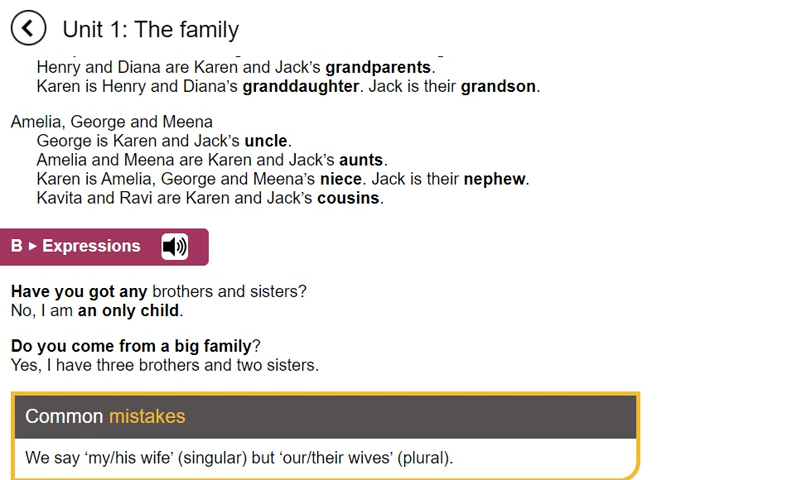 Unit 1: The family
Henry and Diana are Karen and Jack's grandparents.
Karen is Henry and Diana's granddaughter. Jack is their grandson.
Amelia, George and Meena
George is Karen and Jack's uncle.
Amelia and Meena are Karen and Jack's aunts.
Karen is Amelia, George and Meena's niece. Jack is their nephew.
Kavita and Ravi are Karen and Jack's cousins.
B ▸ Expressions
Have you got any brothers and sisters?
No, I am an only child.
Do you come from a big family?
Yes, I have three brothers and two sisters.
Common mistakes
We say ‘my/his wife’ (singular) but ‘our/their wives’ (plural).